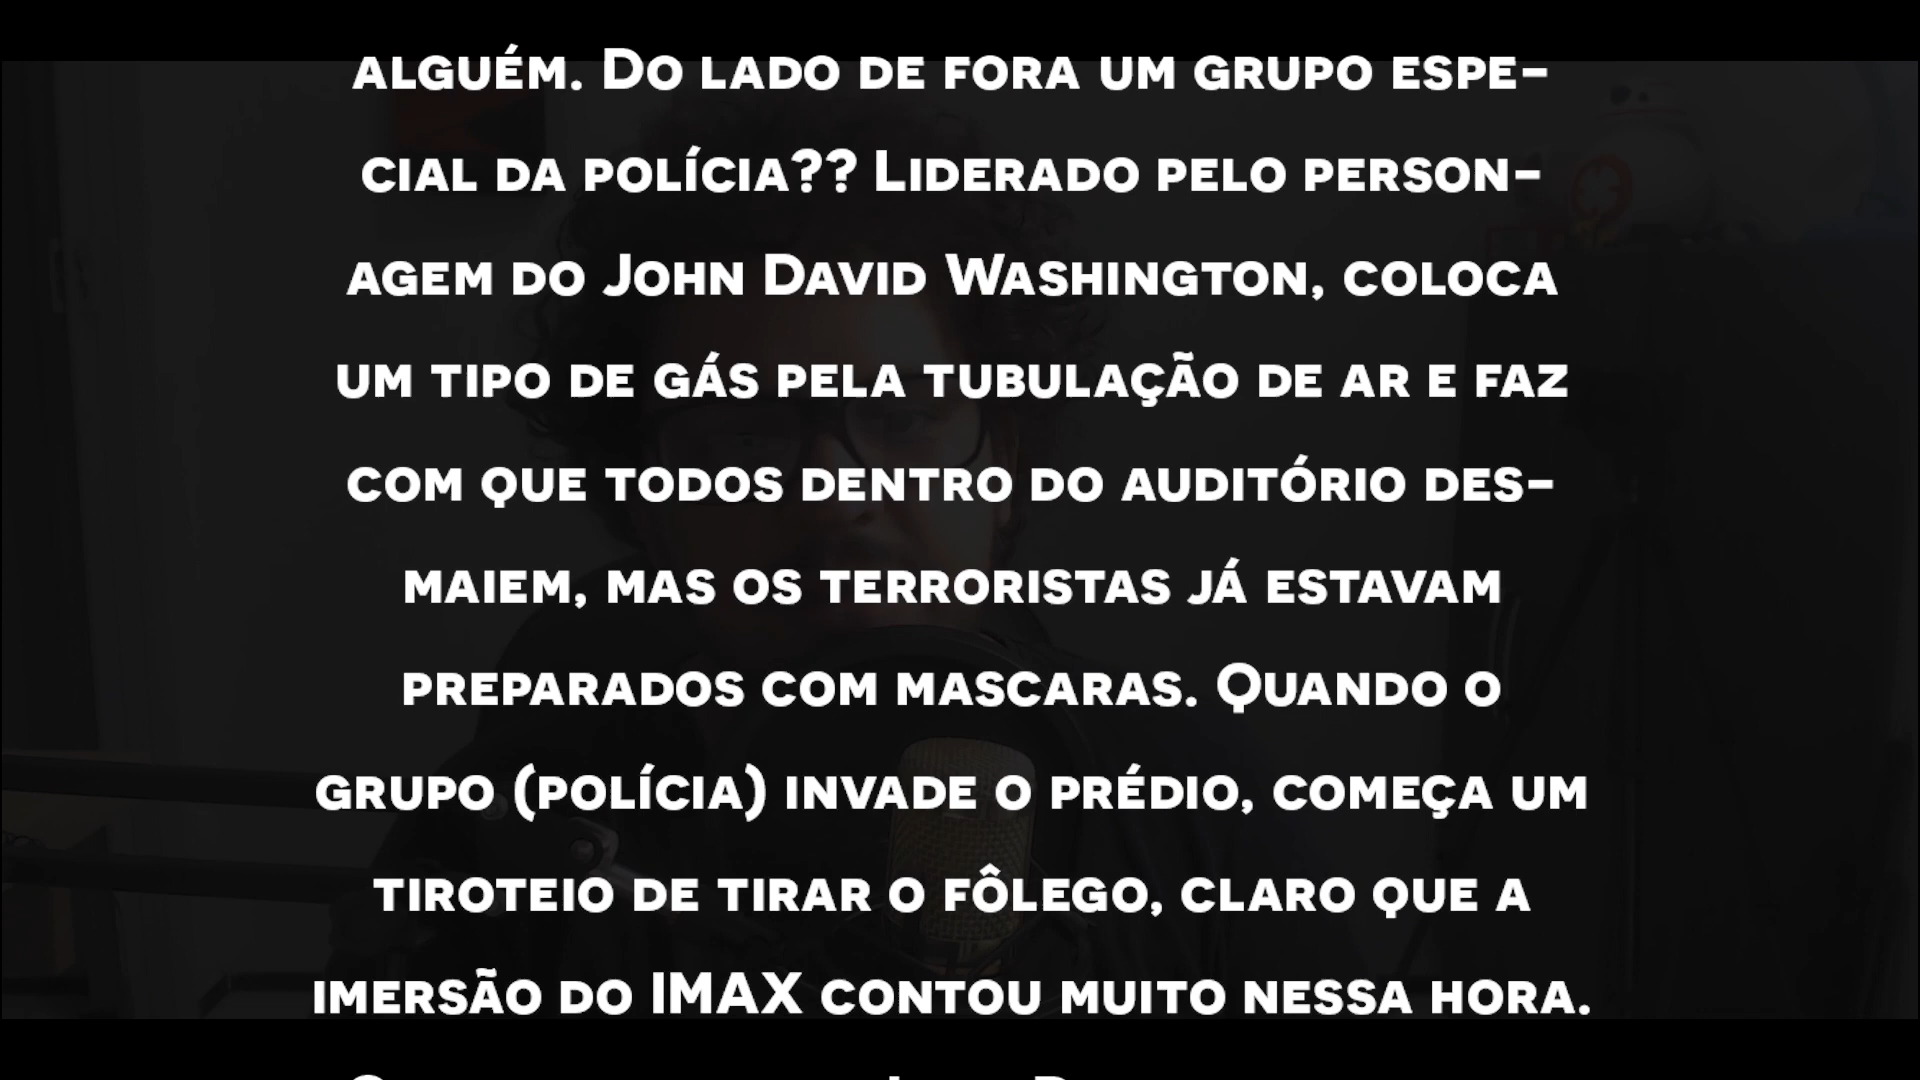 alguém. Do lado de fora um grupo espe-
cial da polícia?? Liderado pelo person-
agem do John David Washington, coloca
um tipo de gás pela tubulação de ar e faz
com que todos dentro do auditório des-
maiem, mas os terroristas já estavam
preparados com mascaras. Quando o
grupo (polícia) invade o prédio, começa um
tiroteio de tirar o fôlego, claro que a
imersão do IMAX contou muito nessa hora.